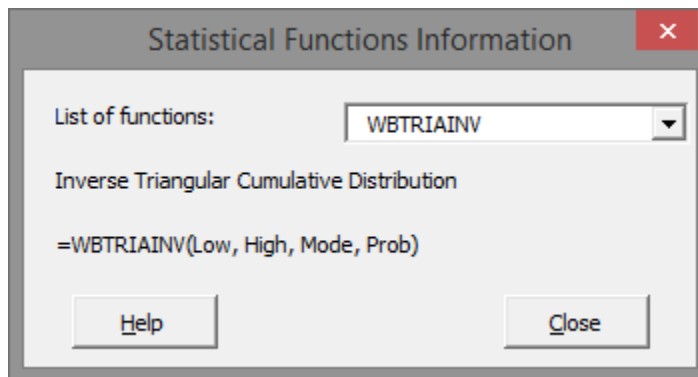 Statistical Functions Information
List of functions: WBTRIAINV
Inverse Triangular Cumulative Distribution
=WBTRIAINV(Low, High, Mode, Prob)
Help Close